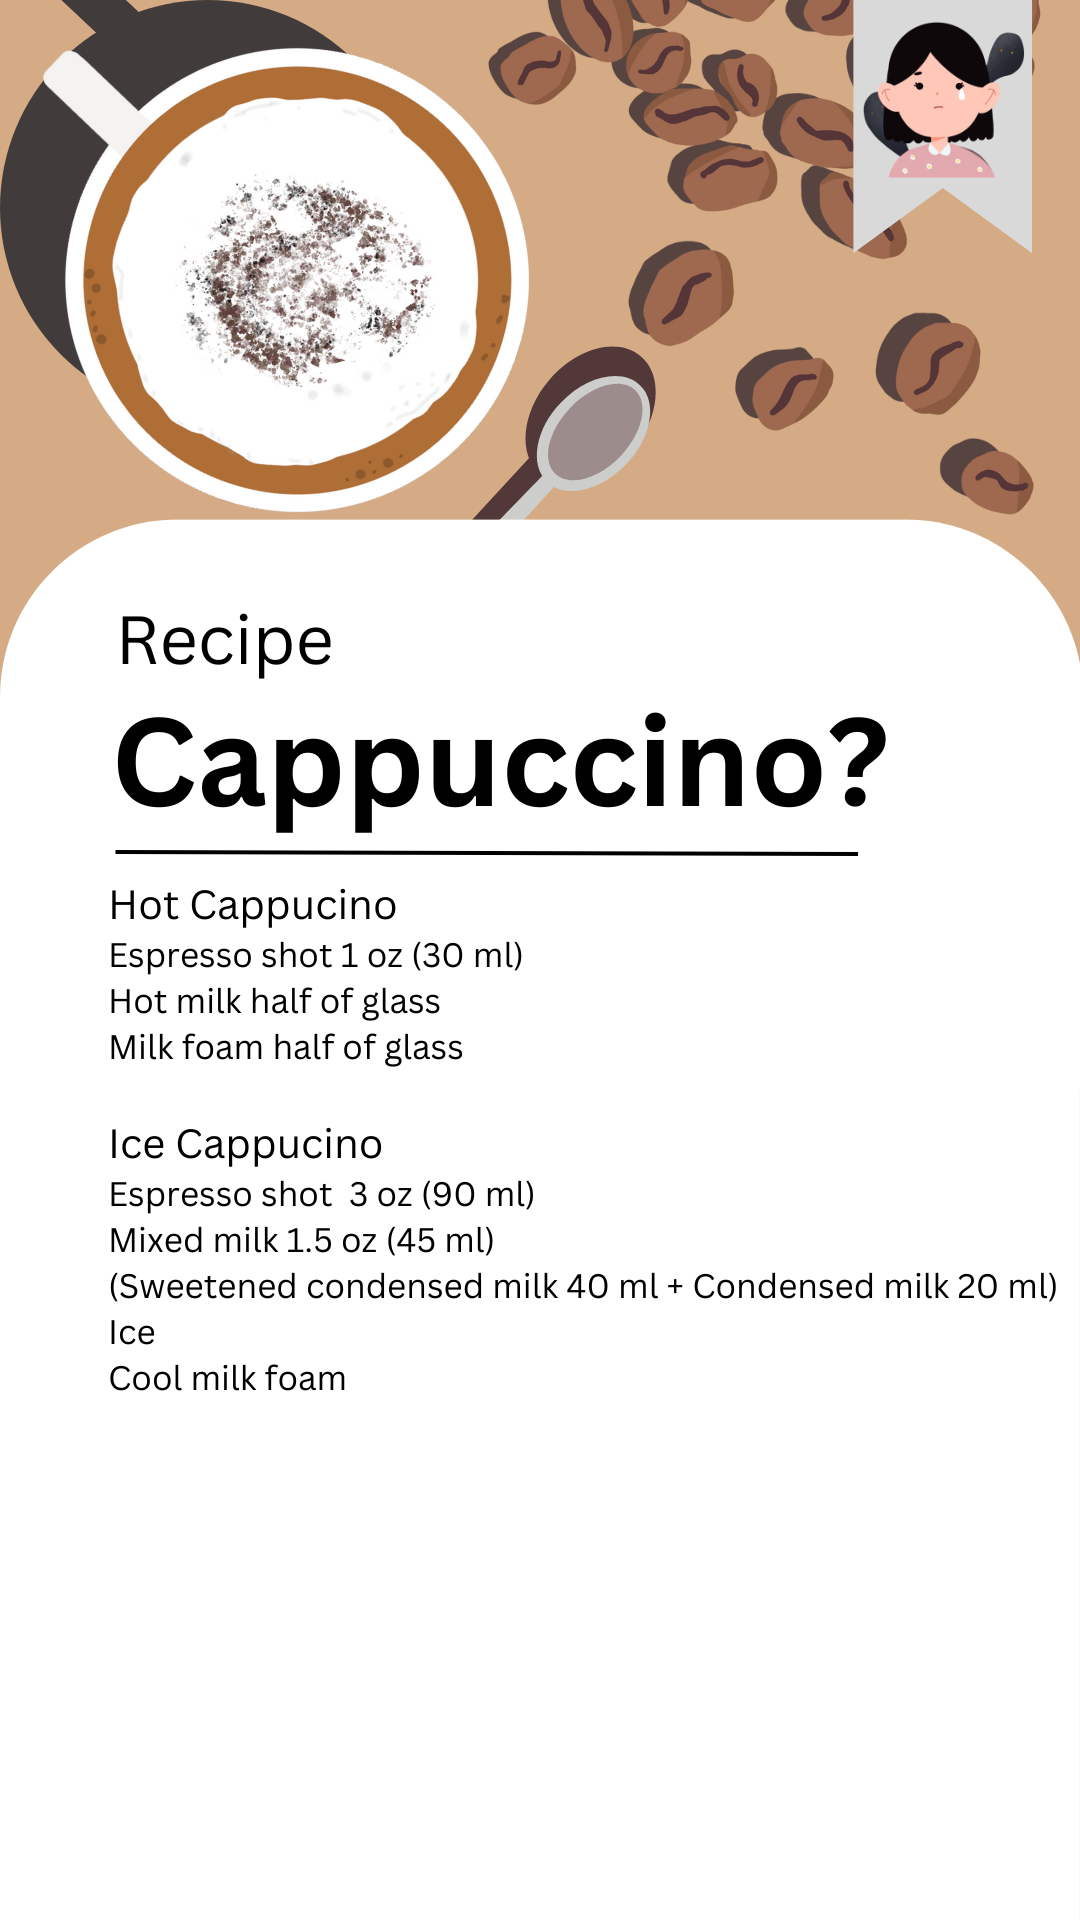 Recipe
Cappuccino?
Hot Cappucino
Espresso shot 1 oz (30 ml)
Hot milk half of glass
Milk foam half of glass
Ice Cappucino
Espresso shot  3 oz (90 ml)
Mixed milk 1.5 oz (45 ml)
(Sweetened condensed milk 40 ml + Condensed milk 20 ml)
Ice
Cool milk foam